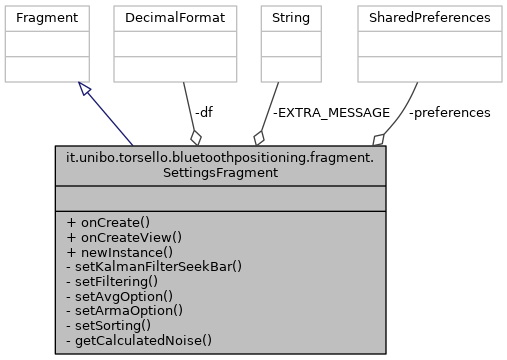 Fragment
DecimalFormat
String
SharedPreferences
-df
-EXTRA_MESSAGE
-preferences
it.unibo.torsello.bluetoothpositioning.fragment.
SettingsFragment
+ onCreate()
+ onCreateView()
+ newInstance()
- setKalmanFilterSeekBar()
- setFiltering()
- setAvgOption()
- setArmaOption()
- setSorting()
- getCalculatedNoise()